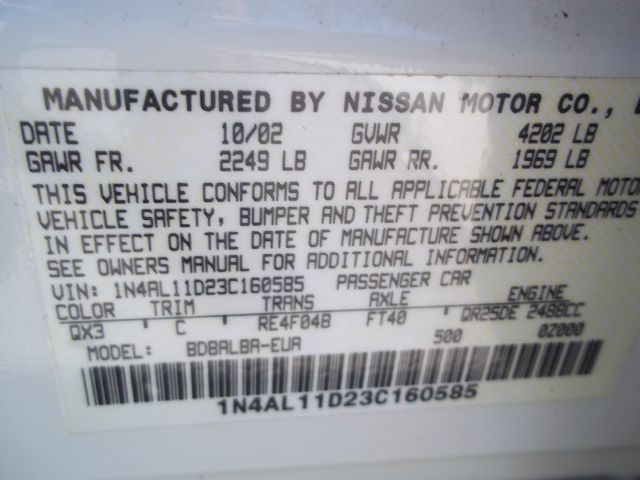 MANUFACTURED BY NISSAN MOTOR CO.,
DATE 10/02 GVWR 4202 LB
GAWR FR. 2249 LB GAWR RR. 1969 LB
THIS VEHICLE CONFORMS TO ALL APPLICABLE FEDERAL MOTO
VEHICLE SAFETY, BUMPER AND THEFT PREVENTION STANDARDS
IN EFFECT ON THE DATE OF MANUFACTURE SHOWN ABOVE.
SEE OWNERS MANUAL FOR ADDITIONAL INFORMATION.
VIN: 1N4AL11D23C160585 PASSENGER CAR
COLOR TRIM TRANS AXLE ENGINE
QX3 C RE4F04B FT40 QR25DE 2488CC
MODEL: BDBALBA-EUA 500 0Z000
1N4AL11D23C160585